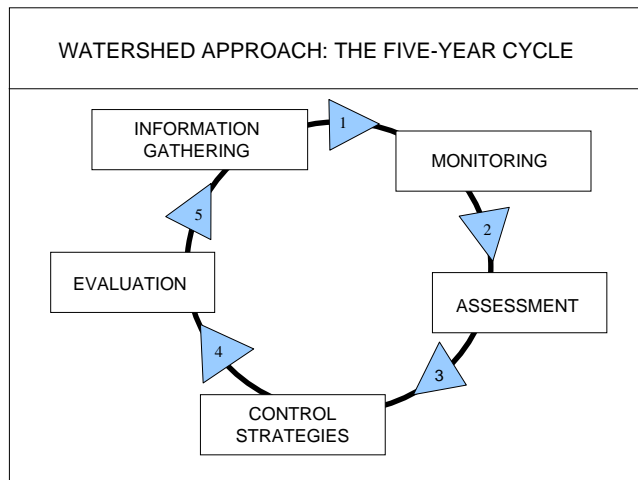 WATERSHED APPROACH: THE FIVE-YEAR CYCLE
INFORMATION
GATHERING
1
MONITORING
2
ASSESSMENT
3
CONTROL
STRATEGIES
4
EVALUATION
5